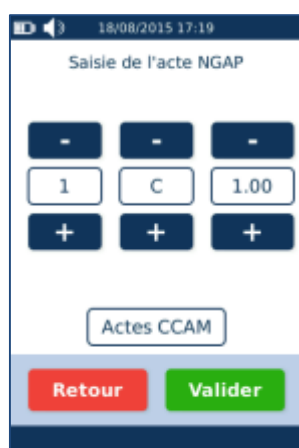 18/08/2015 17:19
Saisie de l'acte NGAP
- - -
1 C 1.00
+ + +
Actes CCAM
Retour Valider